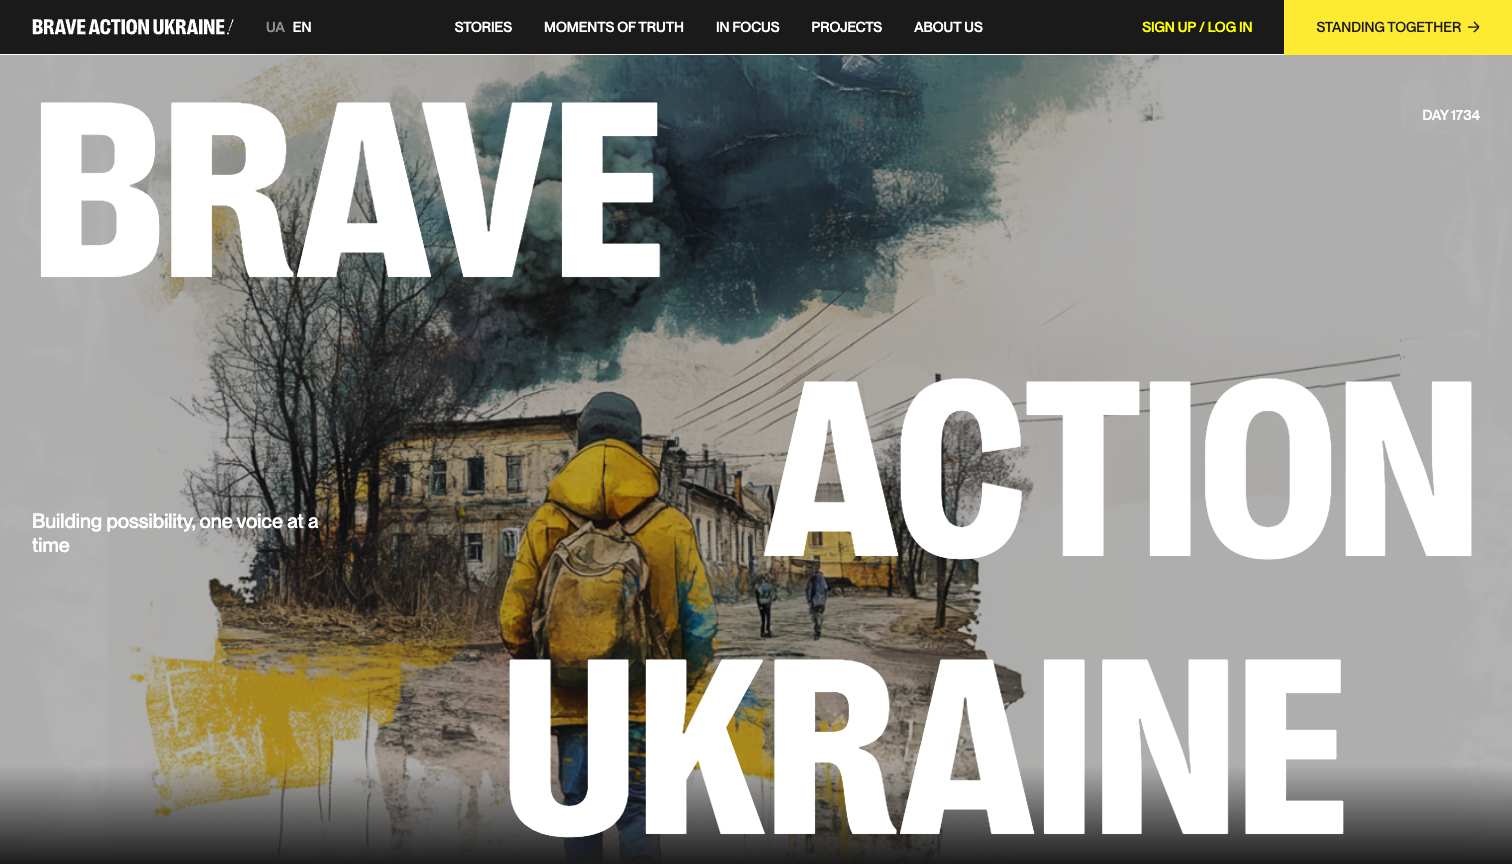 BRAVE ACTION UKRAINE/ UA EN STORIES MOMENTS OF TRUTH IN FOCUS PROJECTS ABOUT US SIGN UP / LOG IN STANDING TOGETHER →
BRAVE
DAY 1734
ACTION
Building possibility, one voice at a
time
UKRAINE